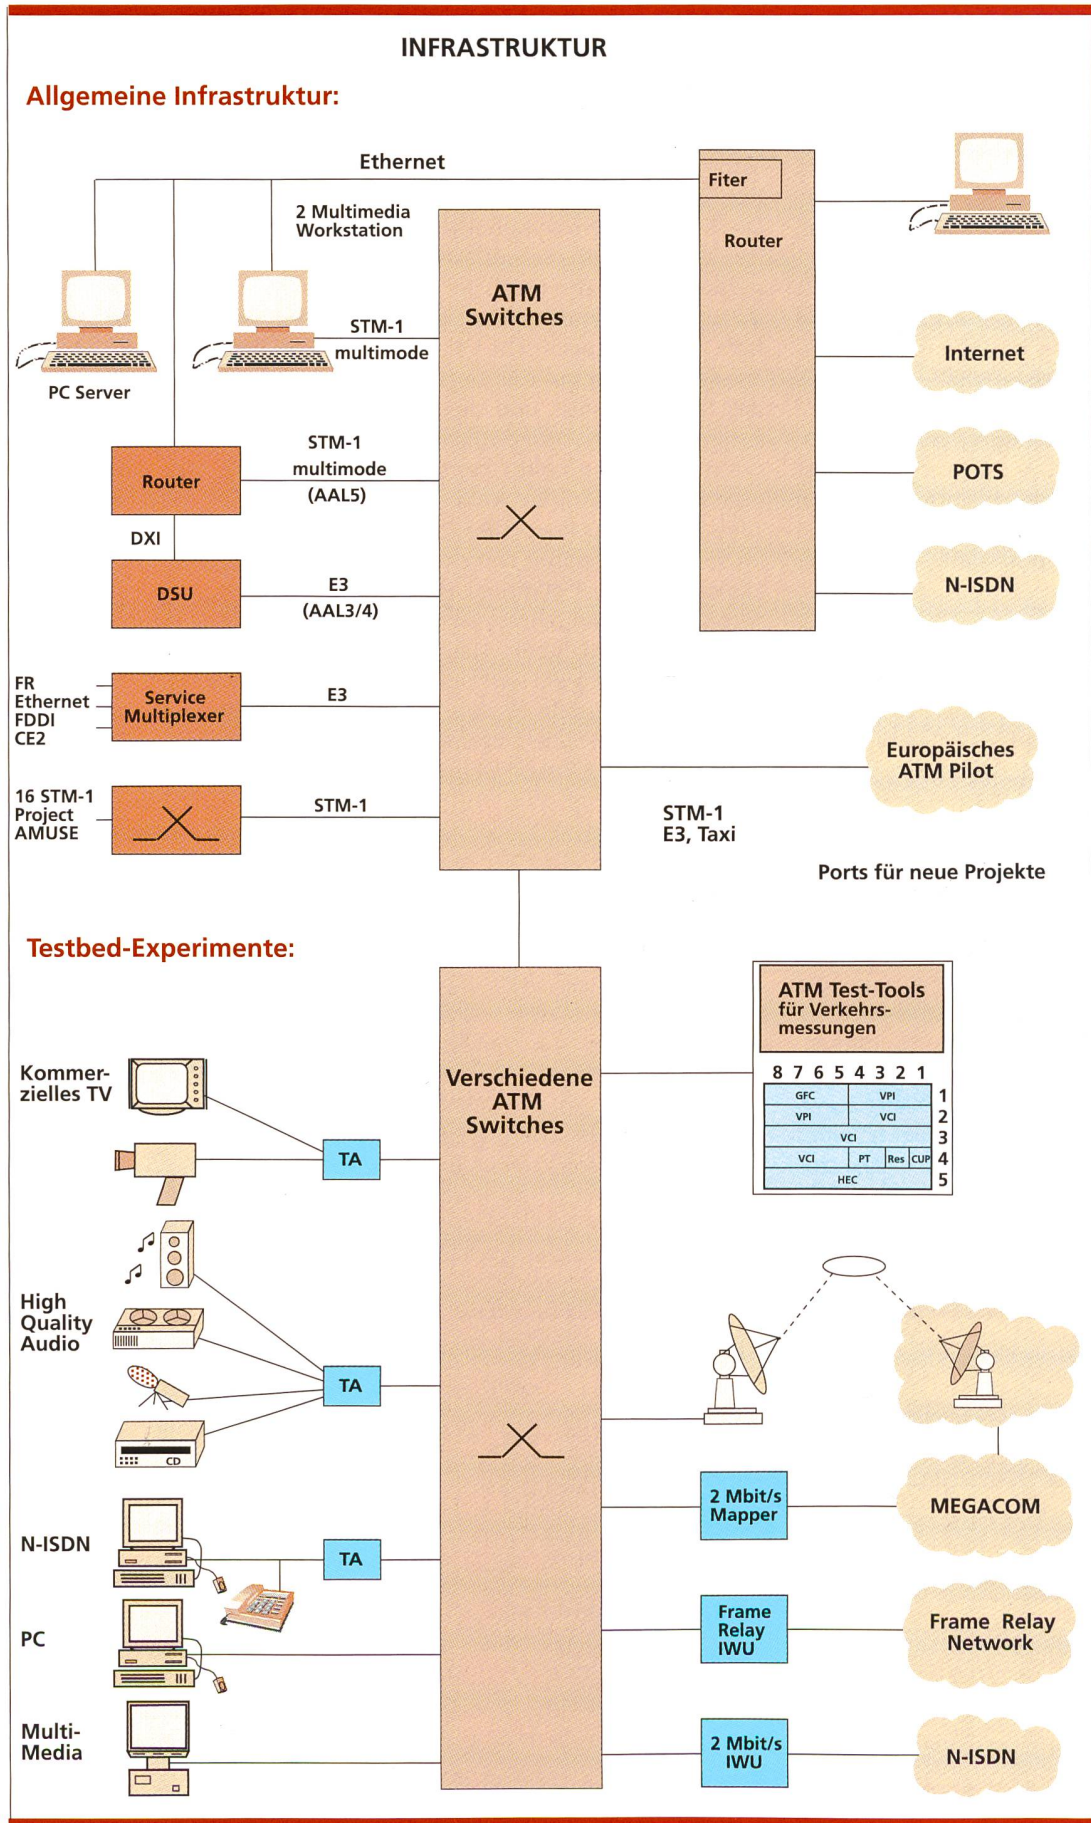 INFRASTRUKTUR
Allgemeine Infrastruktur:
Ethernet
Fiter
Router
2 Multimedia
Workstation
ATM
Switches
STM-1
multimode
PC Server
Internet
STM-1
multimode
(AAL5)
Router
POTS
DXI
DSU
E3
(AAL3/4)
N-ISDN
FR
Ethernet
FDDI
CE2
Service
Multiplexer
E3
Europäisches
ATM Pilot
16 STM-1
Project
AMUSE
STM-1
STM-1
E3, Taxi
Ports für neue Projekte
Testbed-Experimente:
ATM Test-Tools
für Verkehrs-
messungen
8 7 6 5 4 3 2 1
GFC VPI 1
VPI VCI 2
VCI 3
VCI PT Res CUP 4
HEC 5
Kommer-
zielles TV
Verschiedene
ATM
Switches
TA
High
Quality
Audio
TA
CD
2 Mbit/s
Mapper
MEGACOM
N-ISDN
TA
Frame
Relay
IWU
Frame Relay
Network
PC
Multi-
Media
2 Mbit/s
IWU
N-ISDN